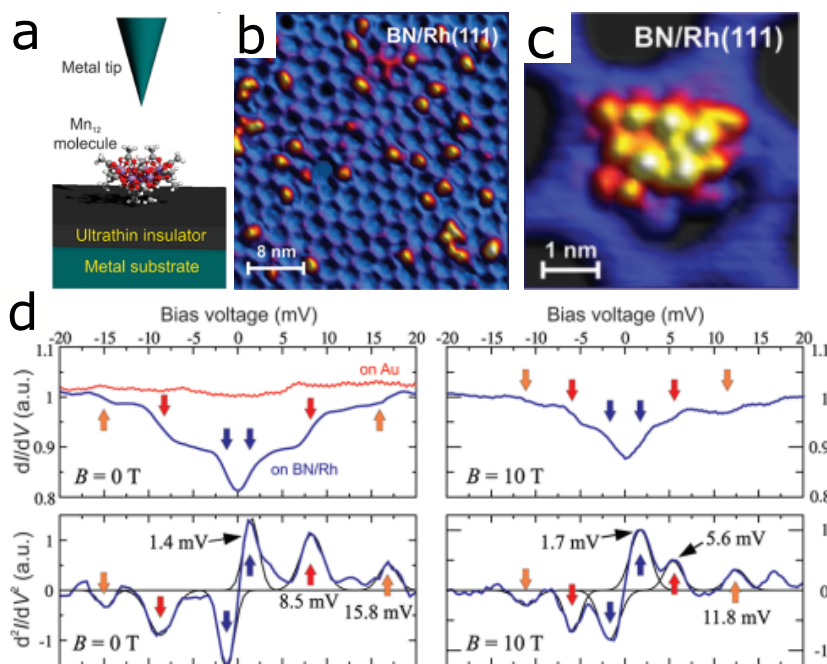 a
Metal tip
Mn12
molecule
Ultrathin insulator
Metal substrate
b
BN/Rh(111)
8 nm
c
BN/Rh(111)
1 nm
d
Bias voltage (mV)
-20 -15 -10 -5 0 5 10 15 20
1.1
1
0.9
0.8
dI/dV (a.u.)
on Au
on BN/Rh
B = 0 T
Bias voltage (mV)
-20 -15 -10 -5 0 5 10 15 20
1.1
1
0.9
0.8
dI/dV (a.u.)
B = 10 T
1
0
-1
d²I/dV² (a.u.)
1.4 mV
8.5 mV
15.8 mV
B = 0 T
1
0
-1
d²I/dV² (a.u.)
1.7 mV
5.6 mV
11.8 mV
B = 10 T